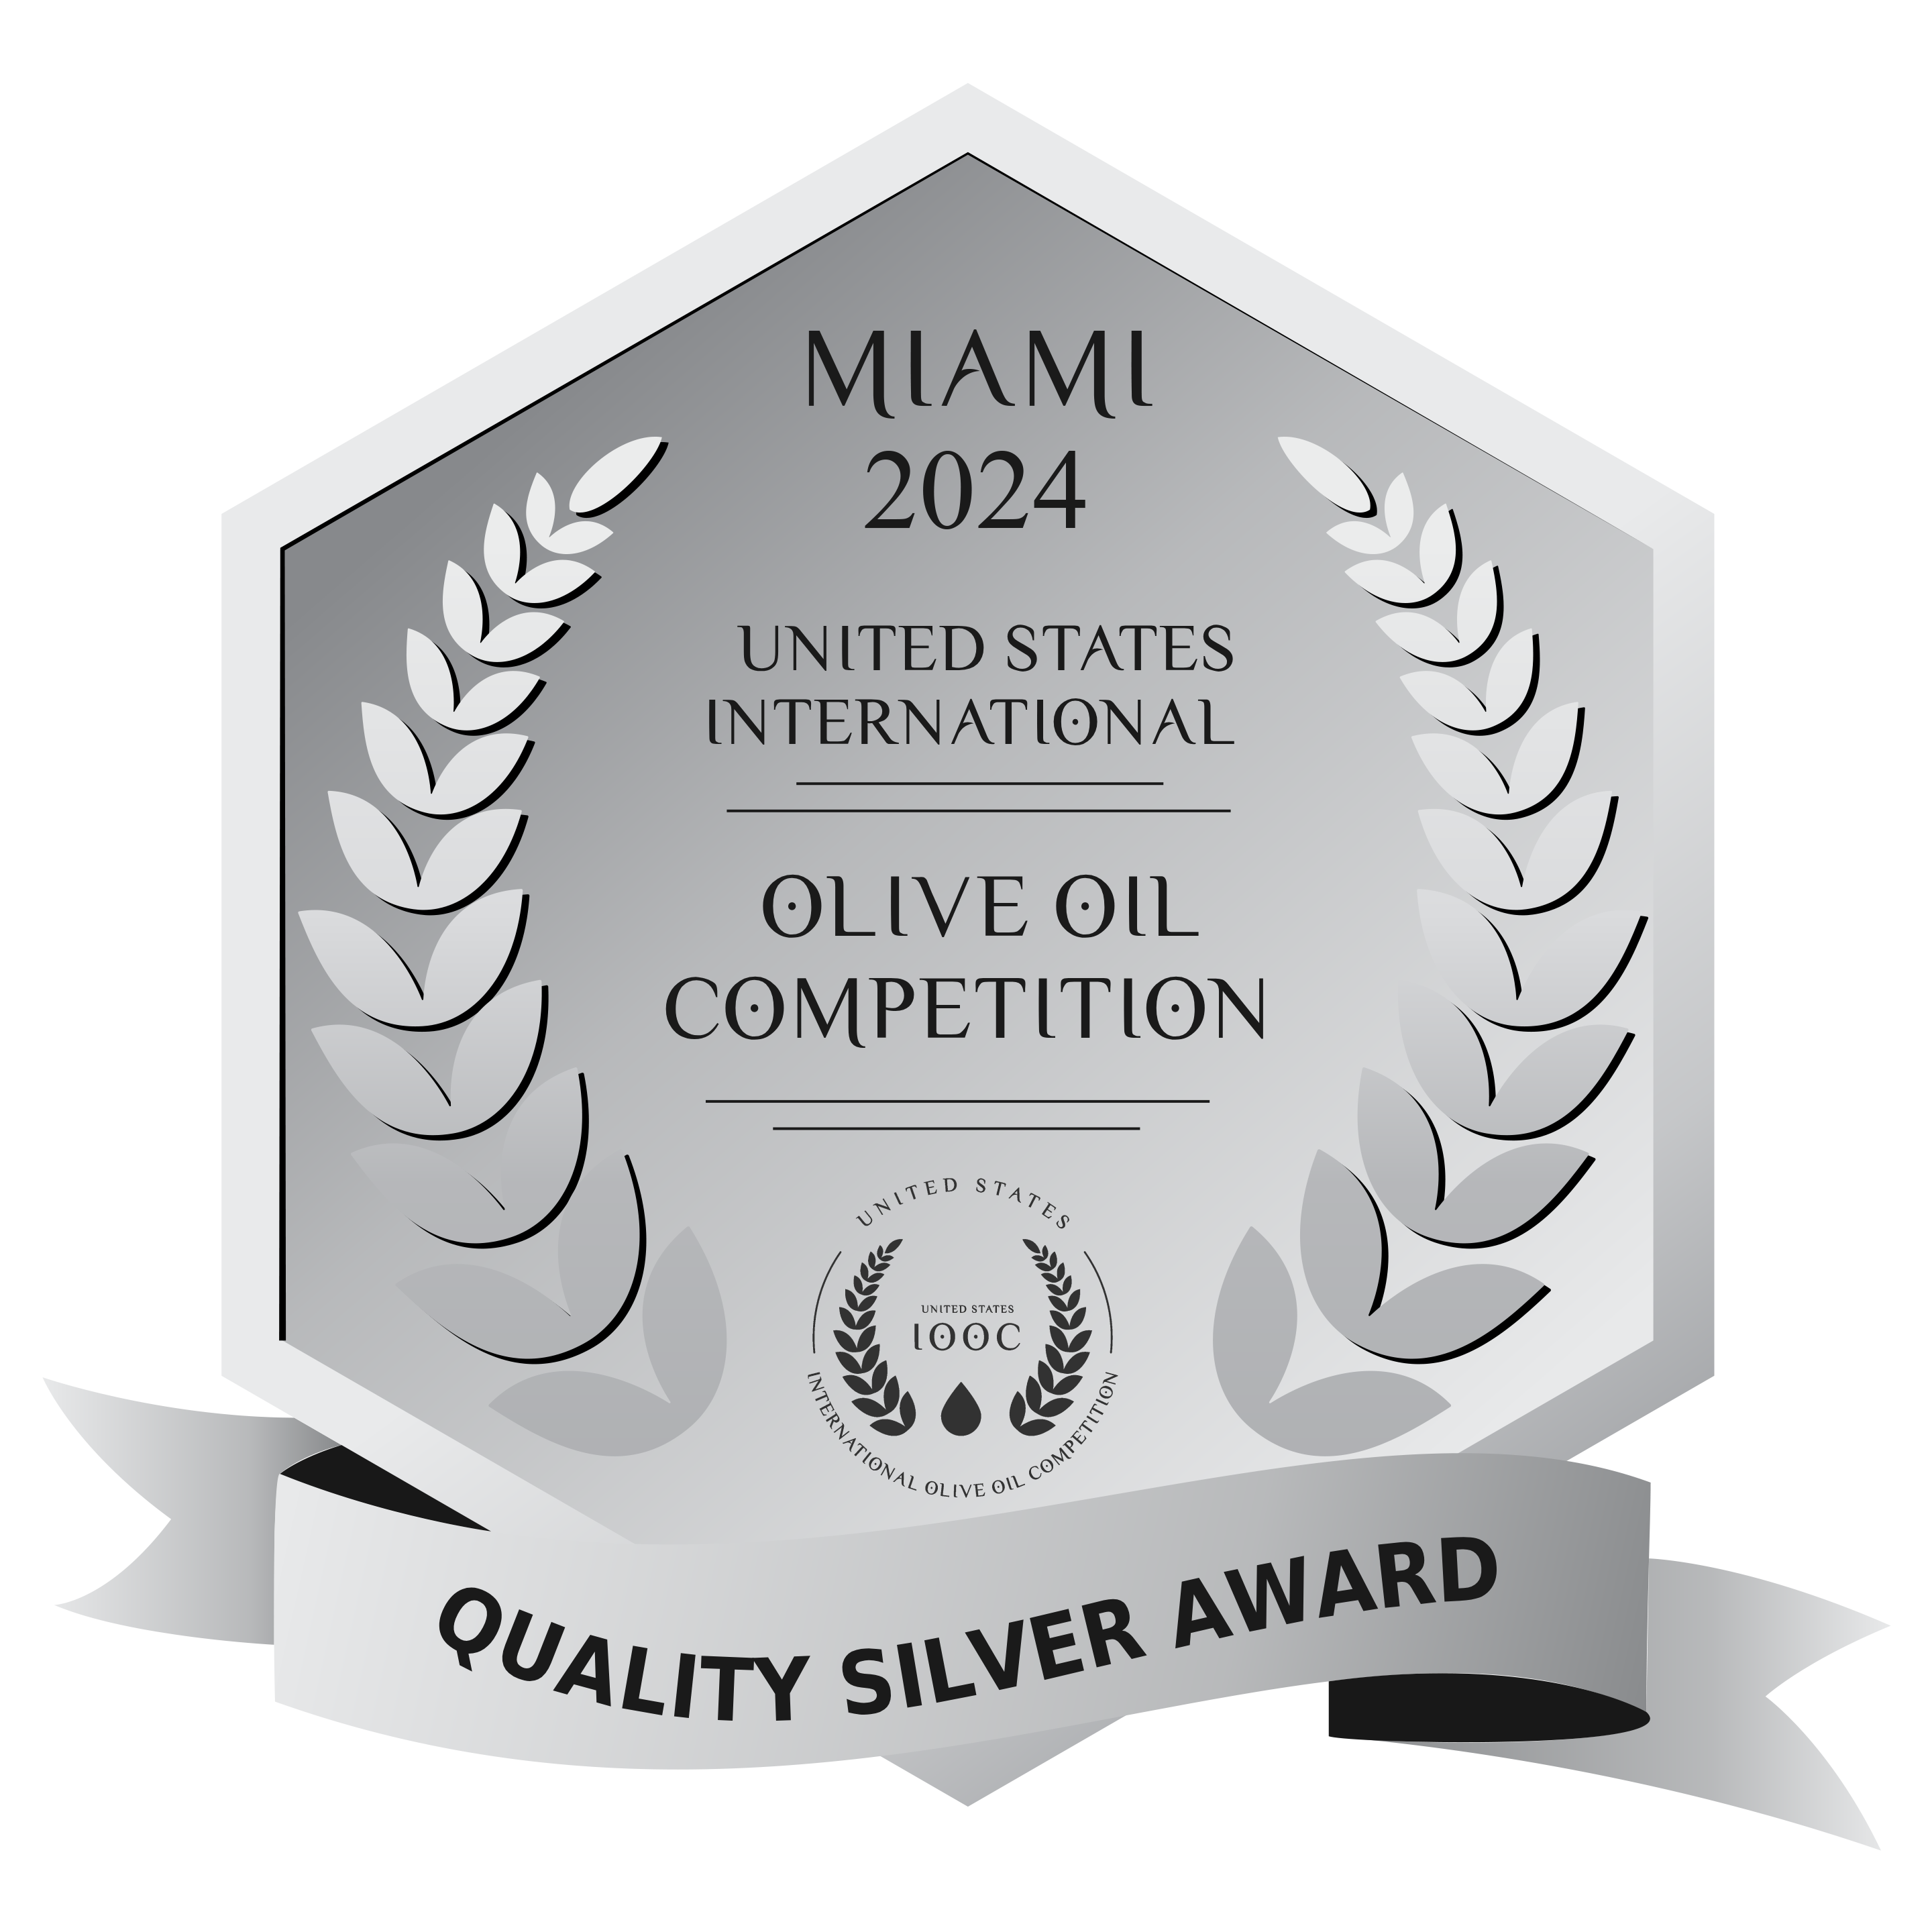 MIAMI
2024
UNITED STATES
INTERNATIONAL
OLIVE OIL
COMPETITION
UNITED STATES
UNITED STATES
IOOC
INTERNATIONAL OLIVE OIL COMPETITION
QUALITY SILVER AWARD